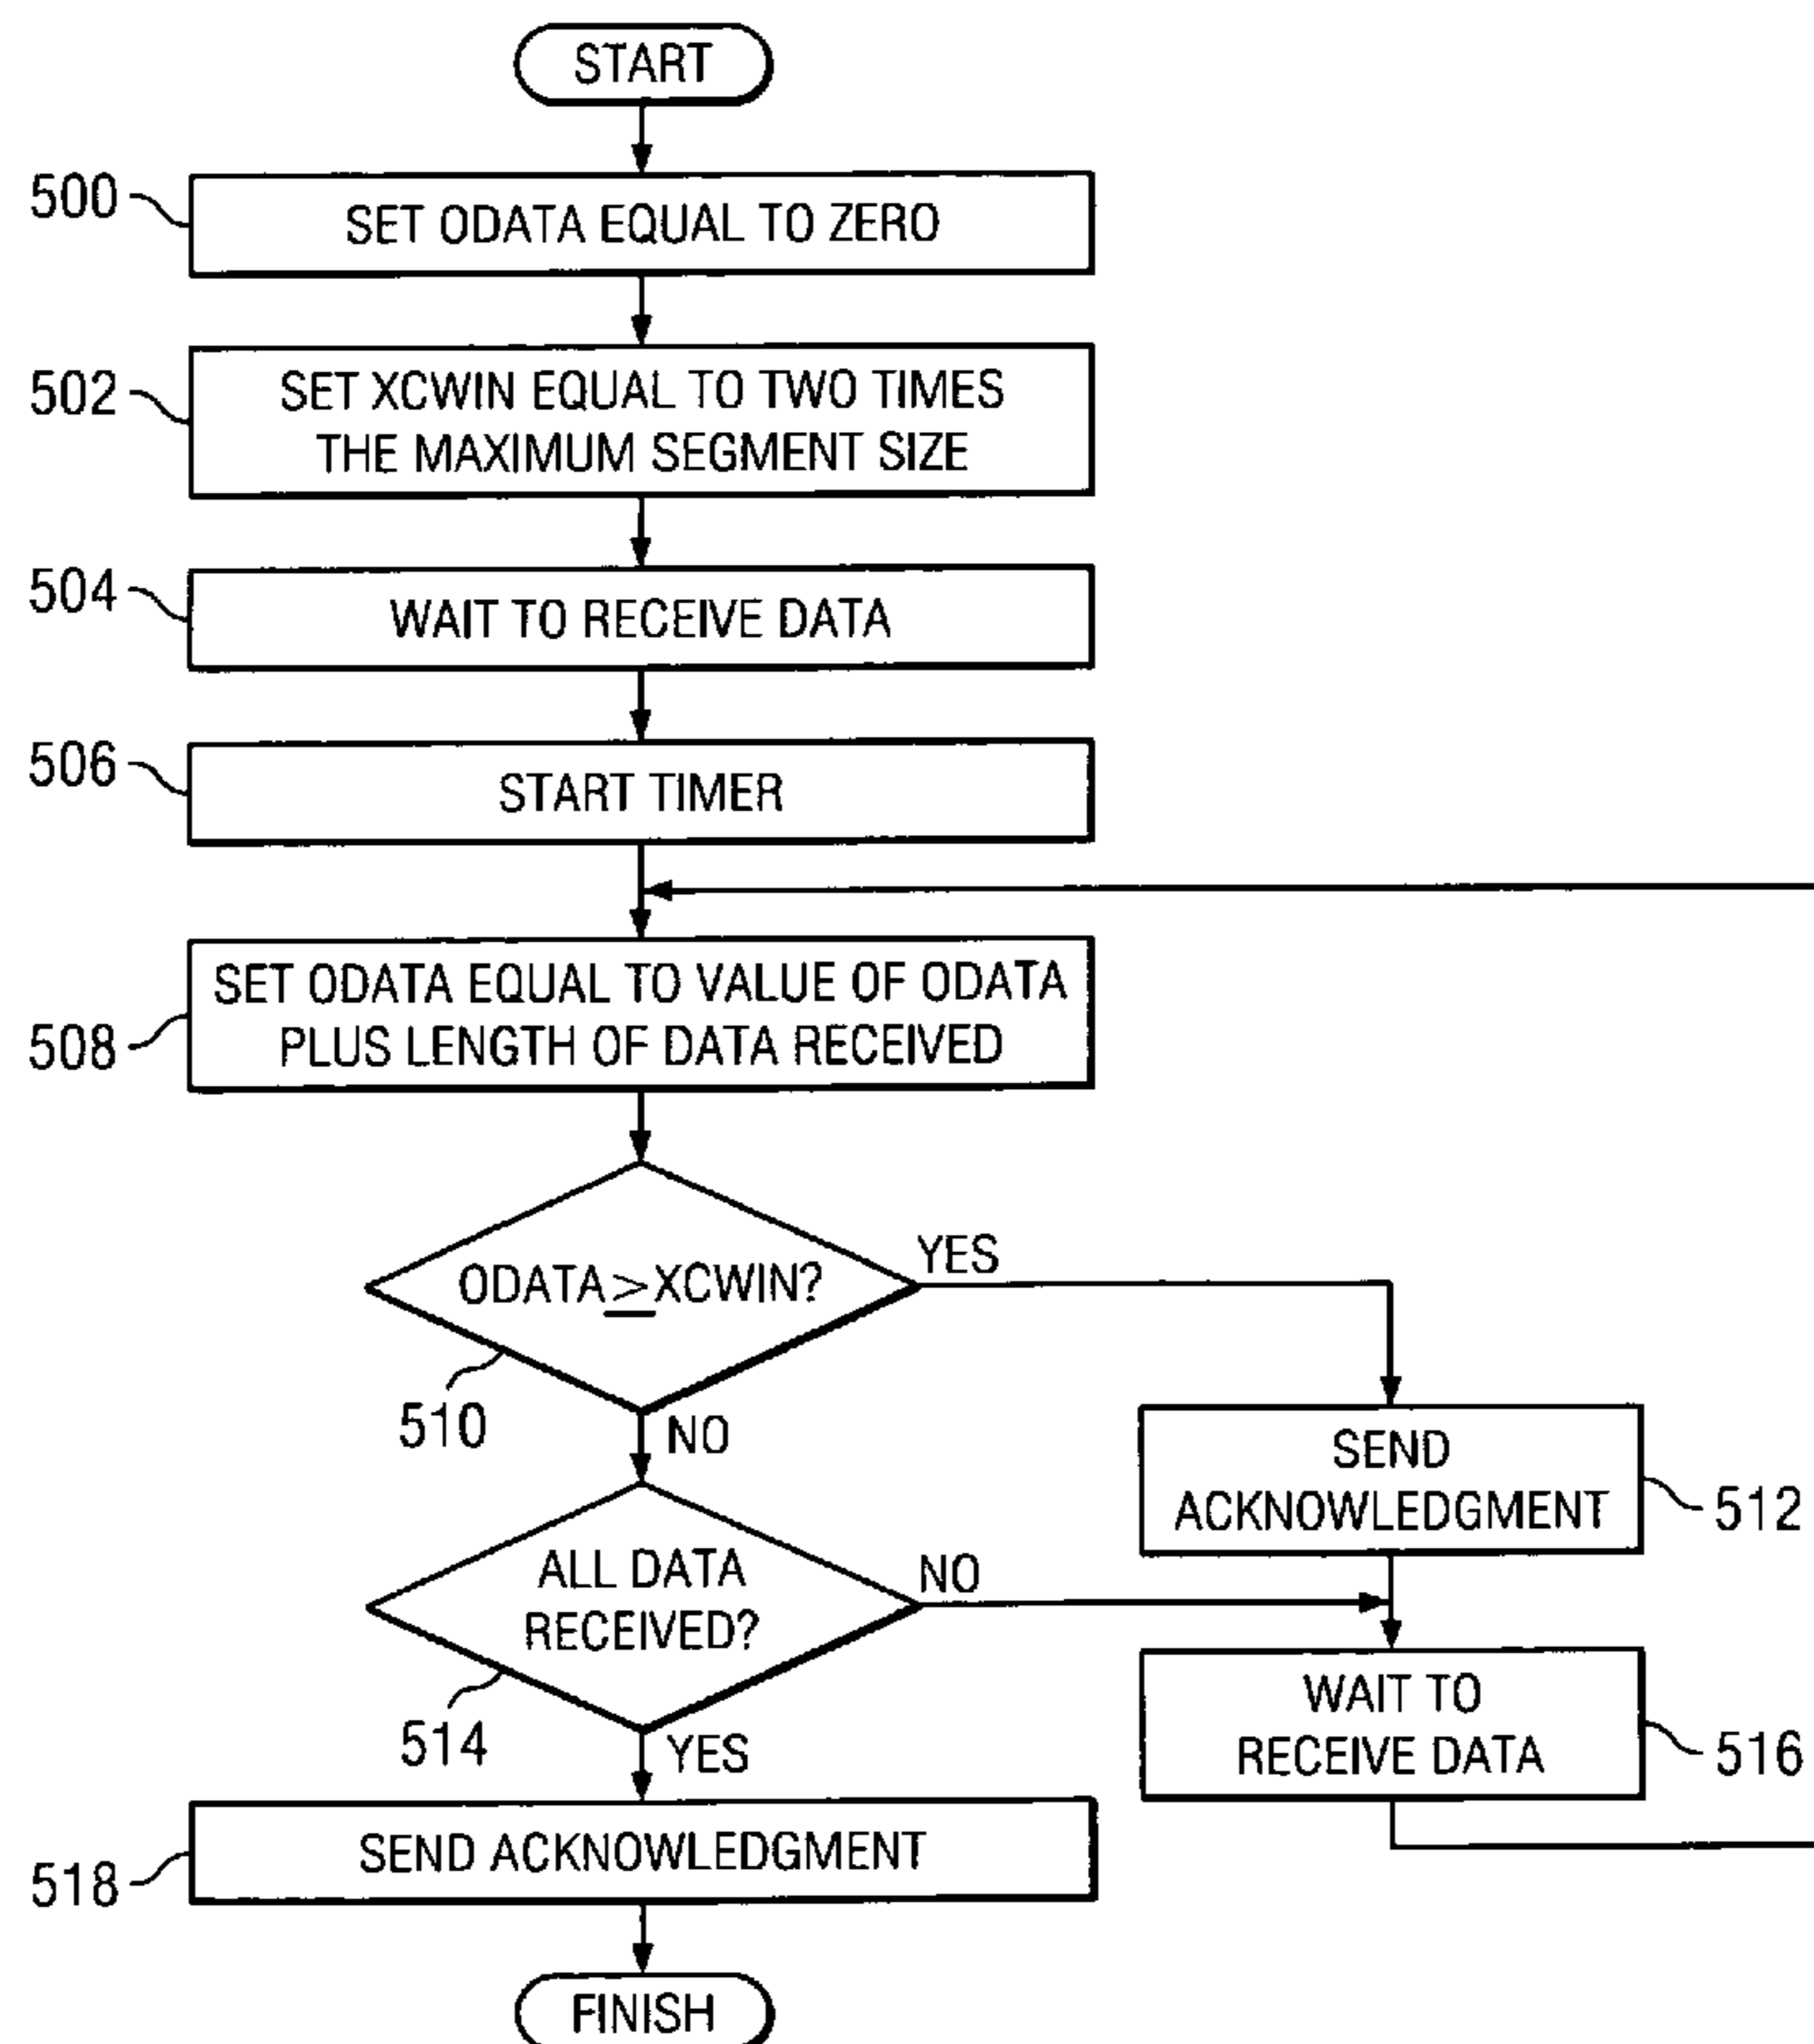 START
500
SET ODATA EQUAL TO ZERO
502
SET XCWIN EQUAL TO TWO TIMES
THE MAXIMUM SEGMENT SIZE
504
WAIT TO RECEIVE DATA
506
START TIMER
508
SET ODATA EQUAL TO VALUE OF ODATA
PLUS LENGTH OF DATA RECEIVED
ODATA≥XCWIN?
YES
510
NO
SEND
ACKNOWLEDGMENT
512
ALL DATA
RECEIVED?
NO
514
YES
WAIT TO
RECEIVE DATA
516
518
SEND ACKNOWLEDGMENT
FINISH